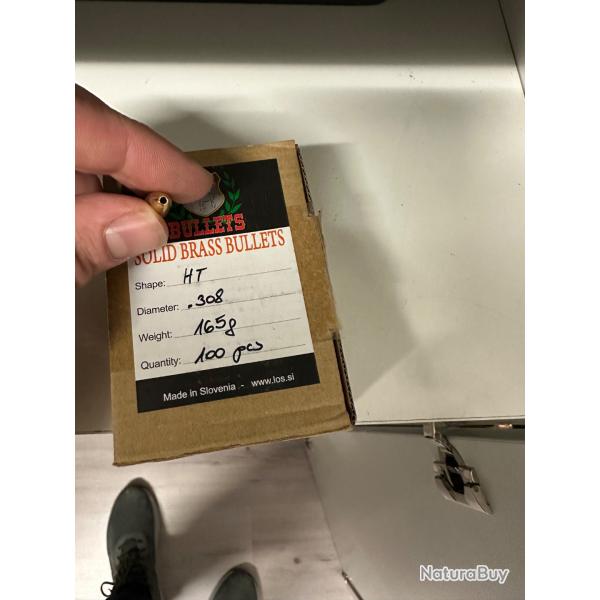 BULLETS
SOLID BRASS BULLETS
Shape: HT
Diameter: .308
Weight: 165g
Quantity: 100 pcs
Made in Slovenia - www.los.si
NaturaBuy